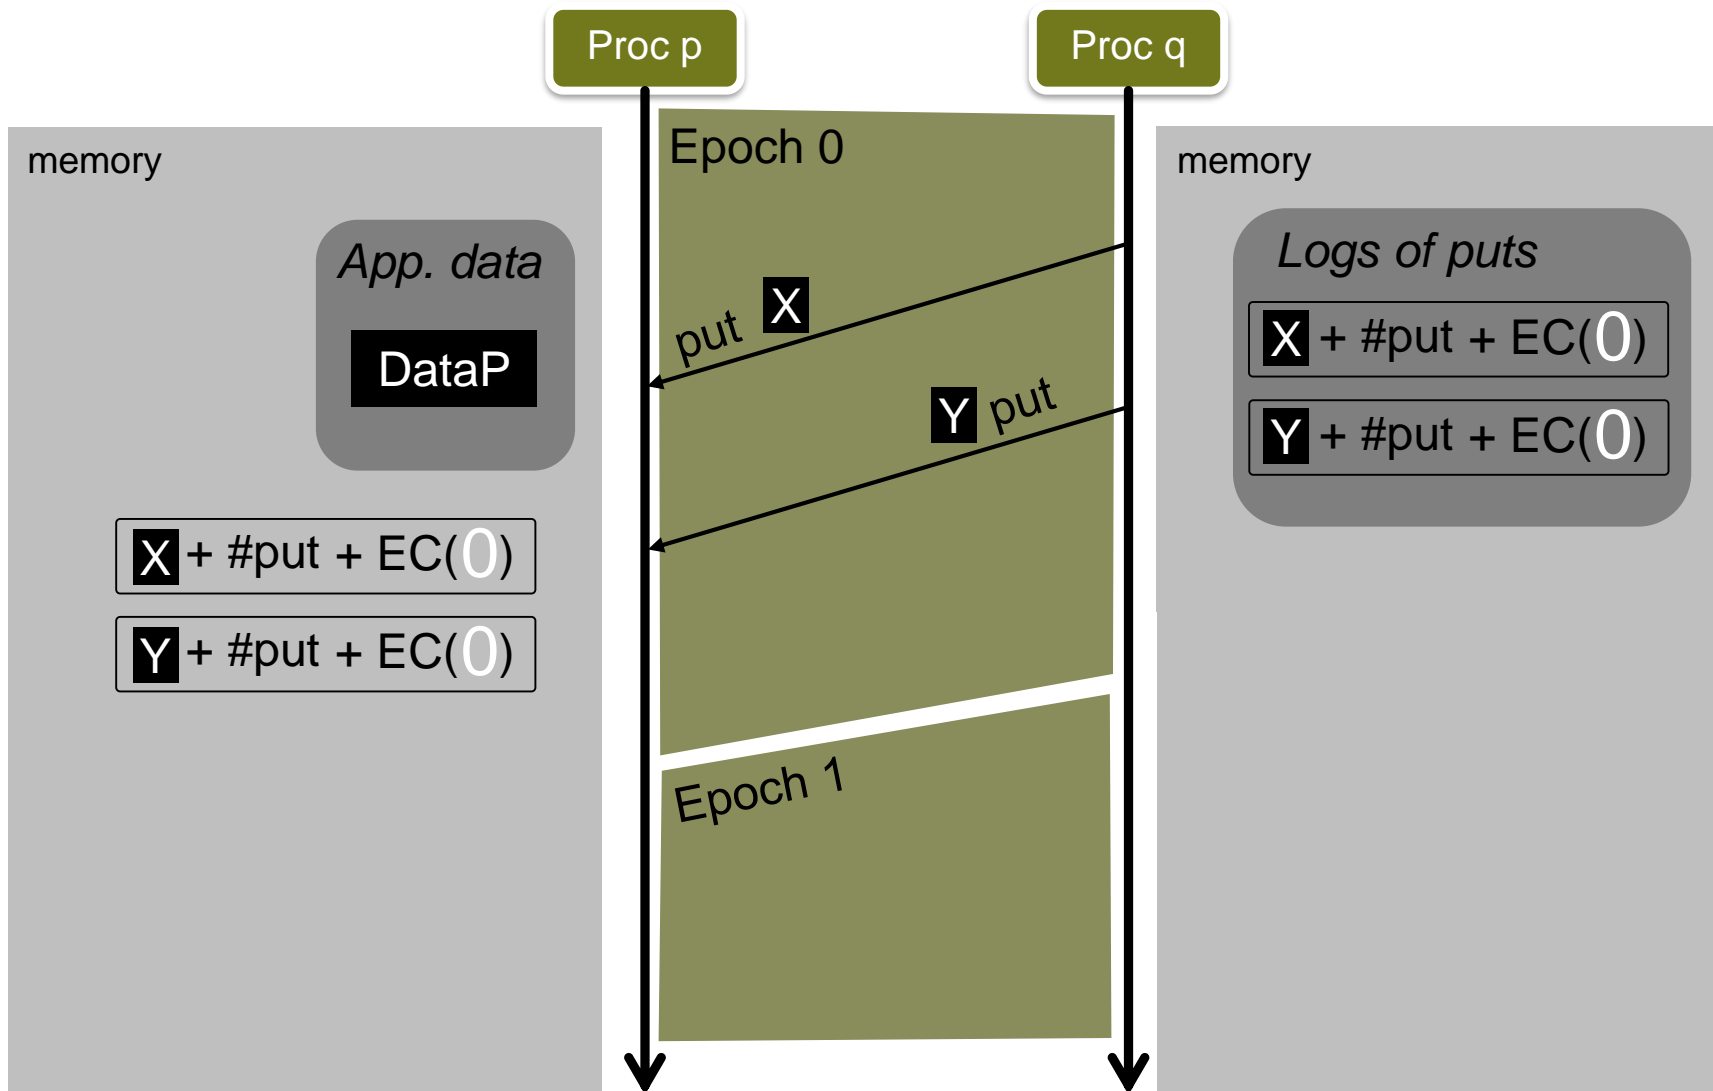 Proc p
Proc q
memory
Epoch 0
memory
App. data
DataP
put X
Y put
Logs of puts
X + #put + EC(0)
Y + #put + EC(0)
X + #put + EC(0)
Y + #put + EC(0)
Epoch 1